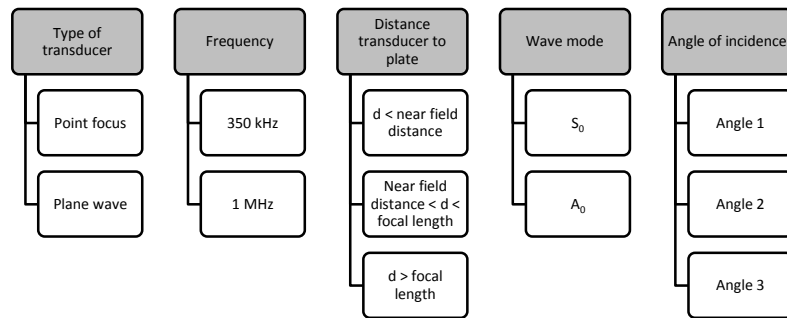 Type of
transducer
Point focus
Plane wave
Frequency
350 kHz
1 MHz
Distance
transducer to
plate
d < near field
distance
Near field
distance < d <
focal length
d > focal
length
Wave mode
S₀
A₀
Angle of incidence
Angle 1
Angle 2
Angle 3